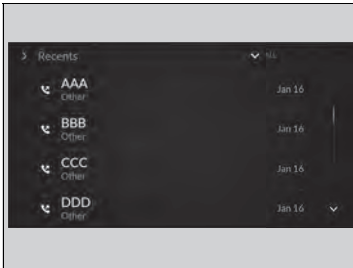 Recents
AAA
Other
Jan 16
BBB
Other
Jan 16
CCC
Other
Jan 16
DDD
Other
Jan 16